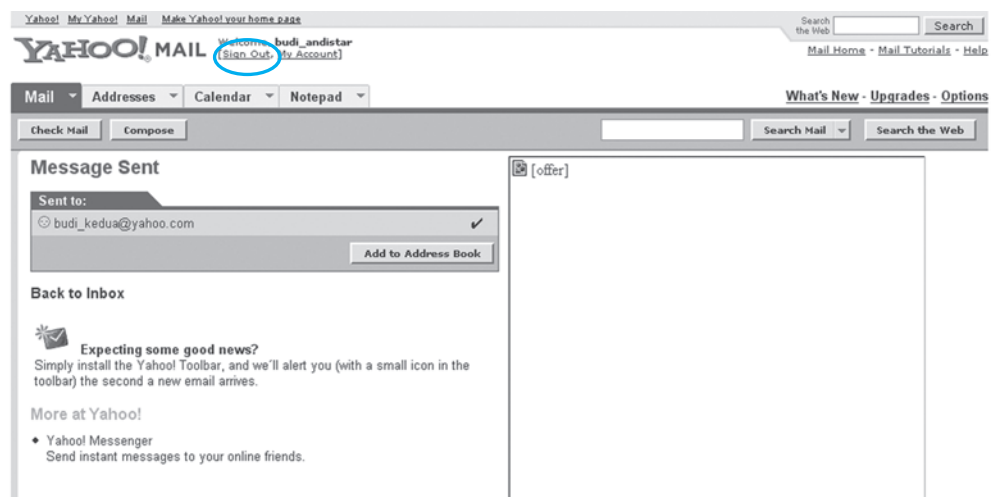 Yahoo! My Yahoo! Mail Make Yahoo! your home page
Search the Web
Search
YAHOO! MAIL
Welcome, budi_andistar
[Sign Out, My Account]
Mail Home - Mail Tutorials - Help
Mail Addresses Calendar Notepad
What's New - Upgrades - Options
Check Mail Compose
Search Mail Search the Web
Message Sent
Sent to:
budi_kedua@yahoo.com
Add to Address Book
Back to Inbox
Expecting some good news?
Simply install the Yahoo! Toolbar, and we'll alert you (with a small icon in the
toolbar) the second a new email arrives.
More at Yahoo!
Yahoo! Messenger
Send instant messages to your online friends.
[offer]